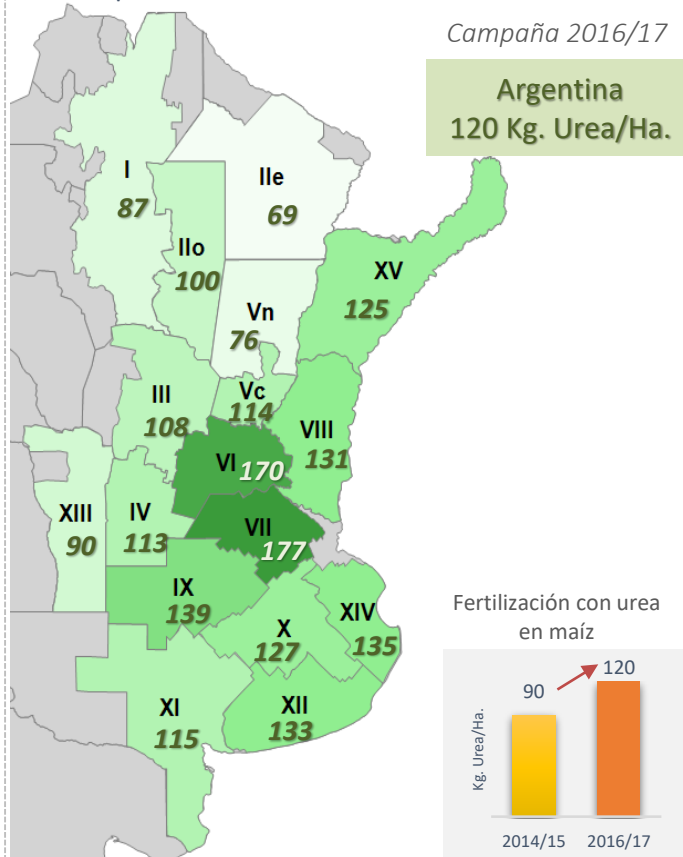 Campaña 2016/17
Argentina
120 Kg. Urea/Ha.
I
87
IIe
69
IIo
100
XV
125
Vn
76
III
108
Vc
114
VIII
131
VI 170
XIII
90
IV
113
VII
177
IX
139
X
127
XIV
135
XI
115
XII
133
Fertilización con urea
en maíz
120
90
Kg. Urea/Ha.
2014/15 2016/17